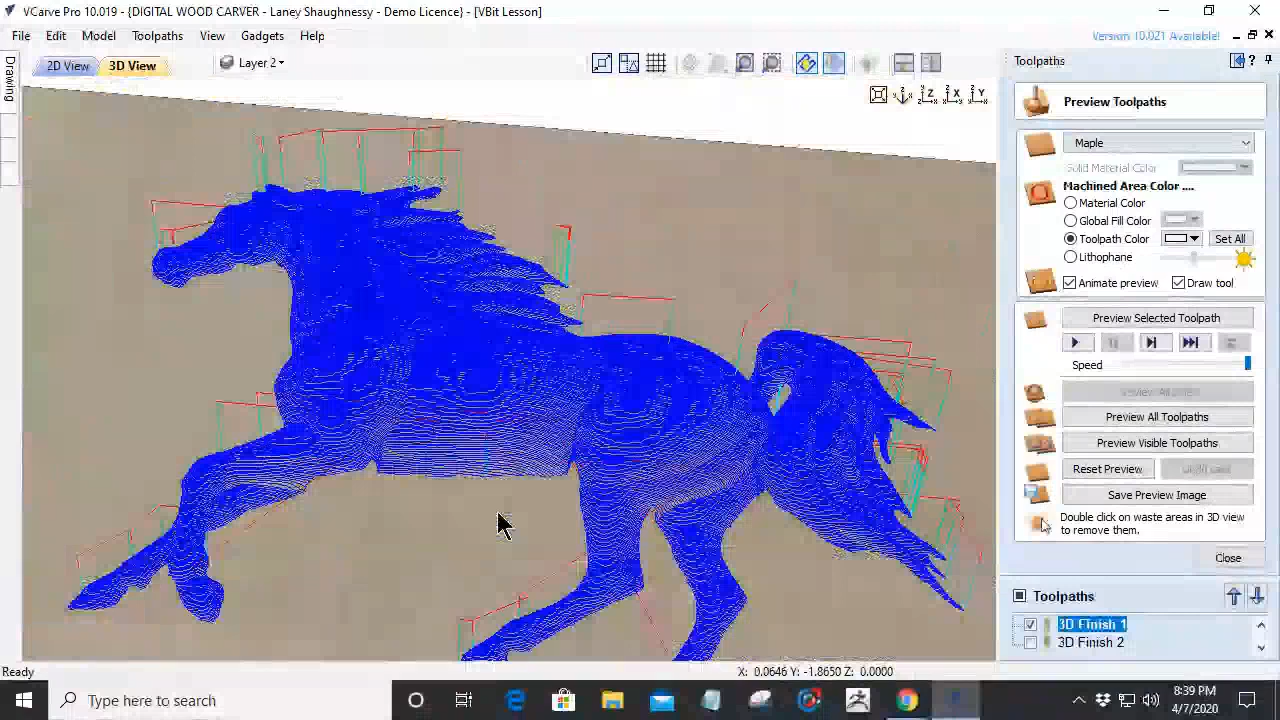 VCarve Pro 10.019 - {DIGITAL WOOD CARVER - Laney Shaughnessy - Demo Licence} - [VBit Lesson]
File Edit Model Toolpaths View Gadgets Help
Version 10.021 Available!
Drawing
2D View 3D View Layer 2
Z X Y
Toolpaths
Preview Toolpaths
Maple
Solid Material Color
Machined Area Color ....
Material Color
Global Fill Color
Toolpath Color Set All
Lithophane
Animate preview Draw tool
Preview Selected Toolpath
Speed
Preview All Toolpaths
Preview Visible Toolpaths
Reset Preview
Save Preview Image
Double click on waste areas in 3D view
to remove them.
Close
Toolpaths
3D Finish 1
3D Finish 2
Ready
X: 0.0646 Y: -1.8650 Z: 0.0000
Type here to search
8:39 PM
4/7/2020